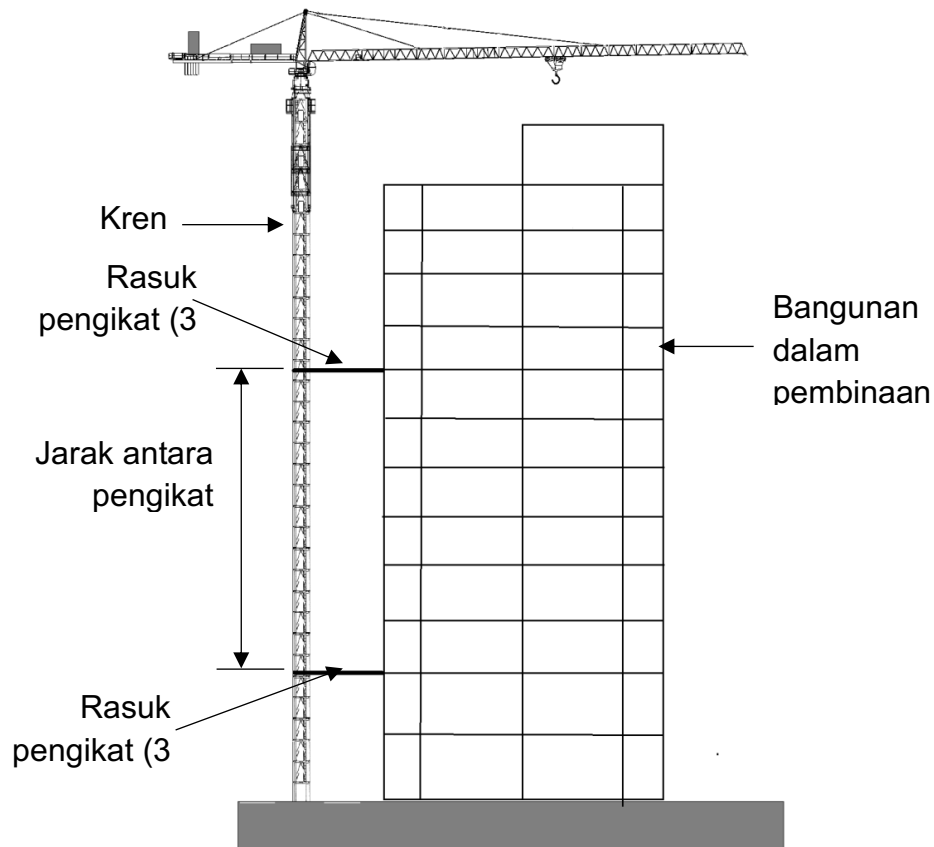 Kren
Rasuk
pengikat (3
Bangunan
dalam
pembinaan
Jarak antara
pengikat
Rasuk
pengikat (3